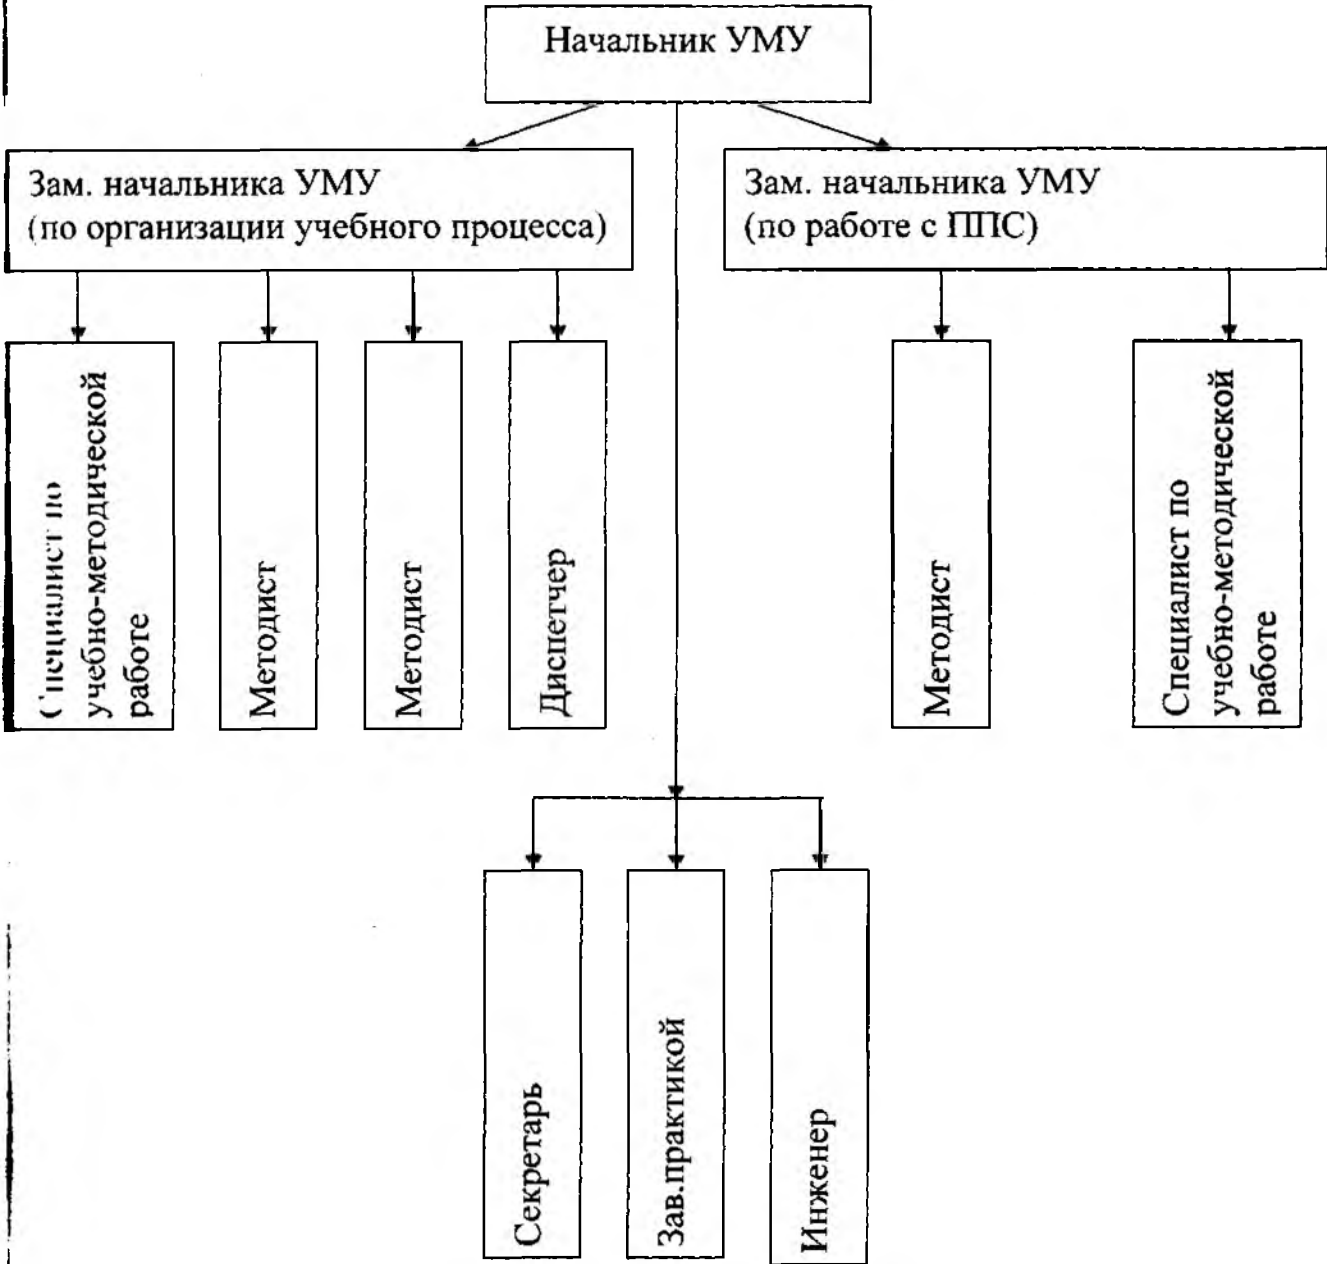 Начальник УМУ
Зам. начальника УМУ
(по организации учебного процесса)
Зам. начальника УМУ
(по работе с ППС)
Специалист по
учебно-методической
работе
Методист
Методист
Диспетчер
Методист
Специалист по
учебно-методической
работе
Секретарь
Зав.практикой
Инженер